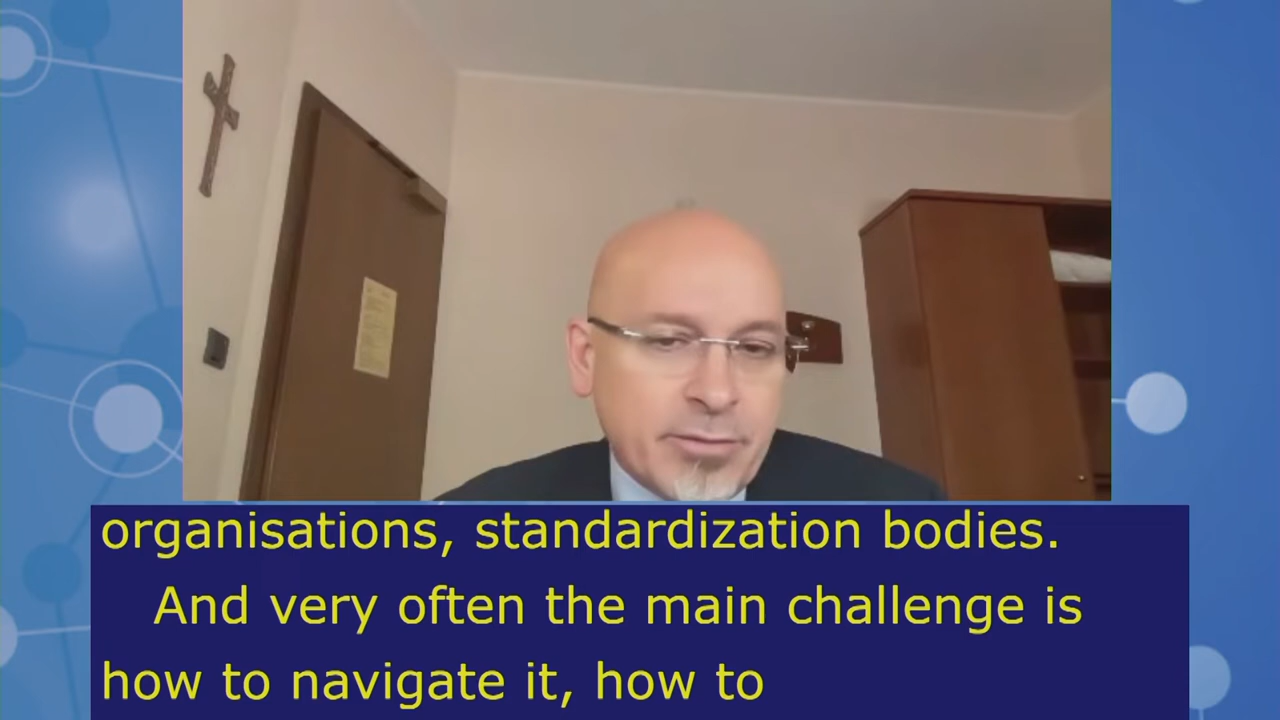 organisations, standardization bodies.
And very often the main challenge is
how to navigate it, how to